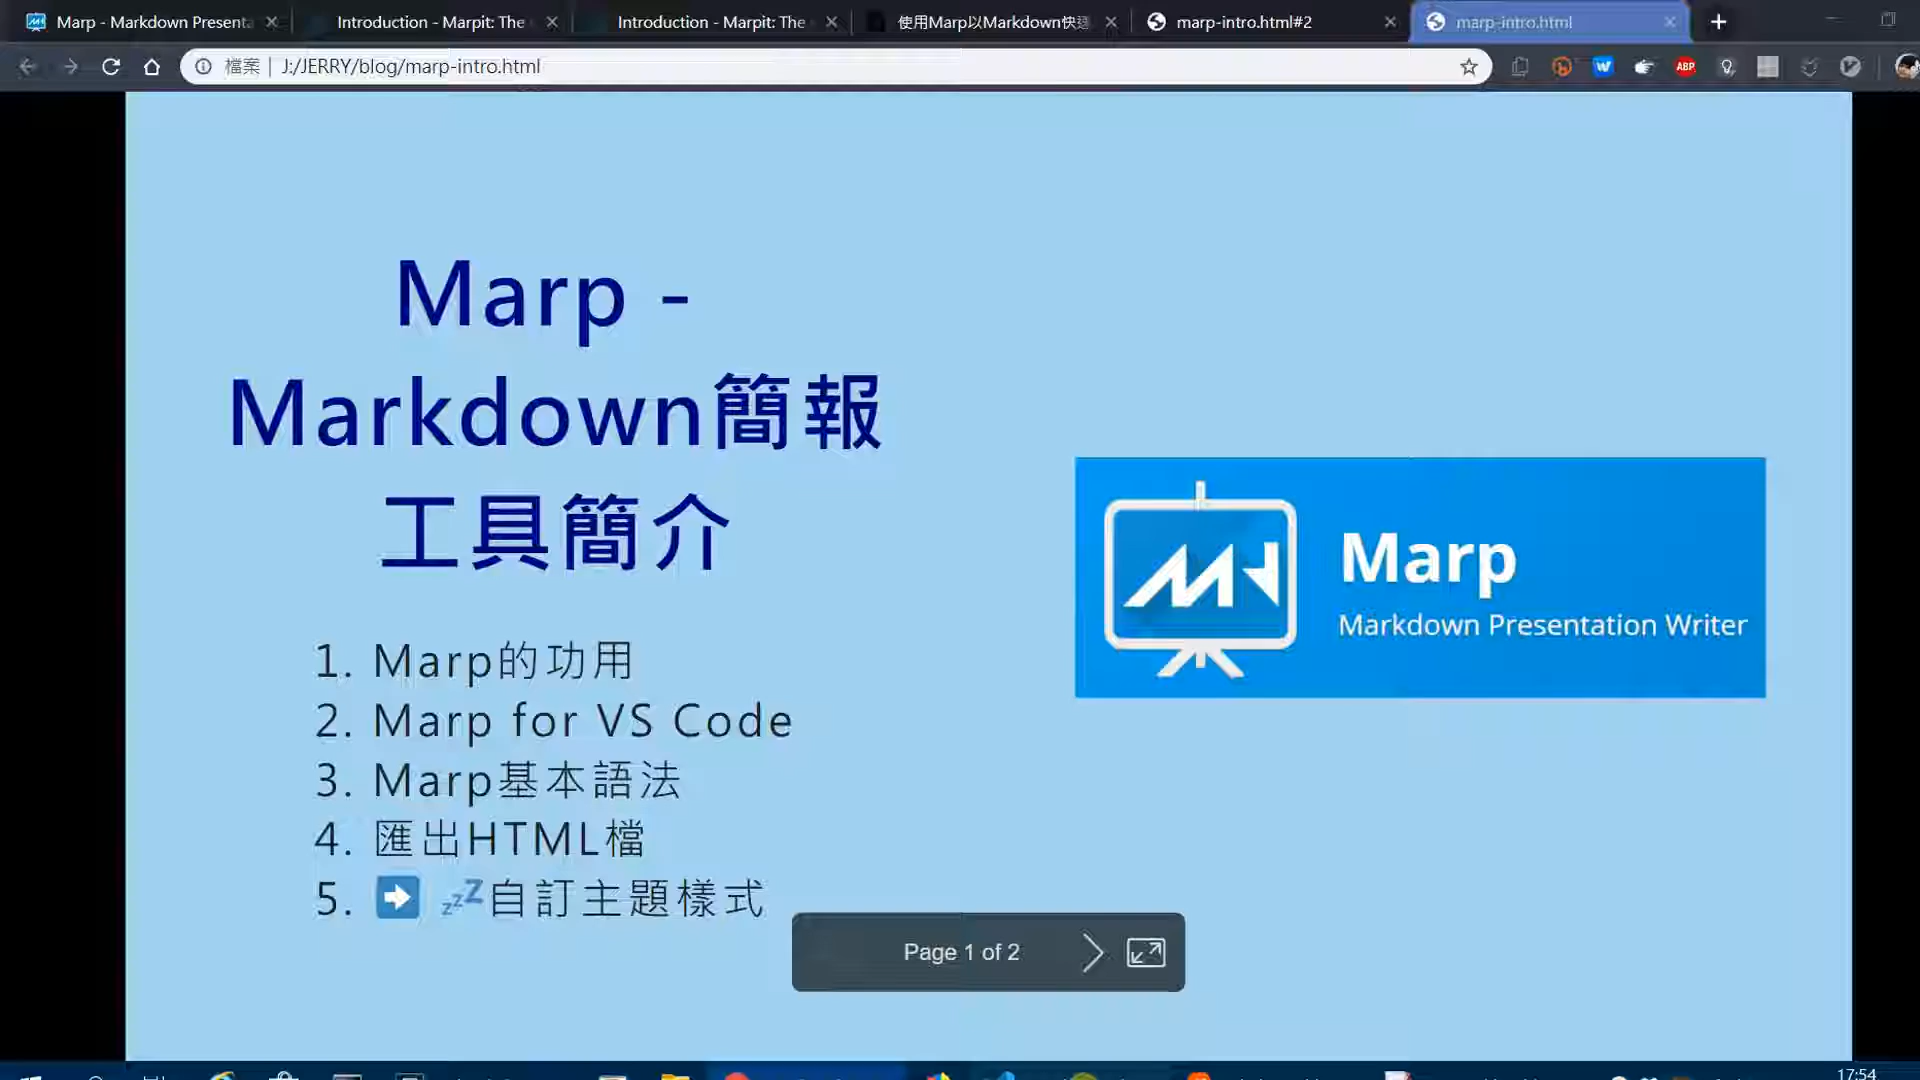 Marp - Markdown Presenta
Introduction - Marpit: The
Introduction - Marpit: The
使用Marp以Markdown快速
marp-intro.html#2
marp-intro.html
檔案 | J:/JERRY/blog/marp-intro.html
ABP
Marp -
Markdown簡報
工具簡介
1. Marp的功用
2. Marp for VS Code
3. Marp基本語法
4. 匯出HTML檔
5. ➡️ 💤自訂主題樣式
Marp
Markdown Presentation Writer
Page 1 of 2
17:54